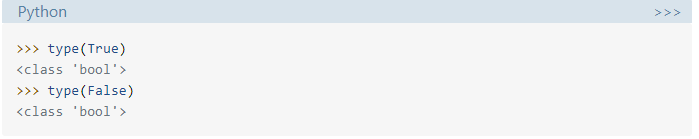 Python >>>
>>> type(True)
<class 'bool'>
>>> type(False)
<class 'bool'>